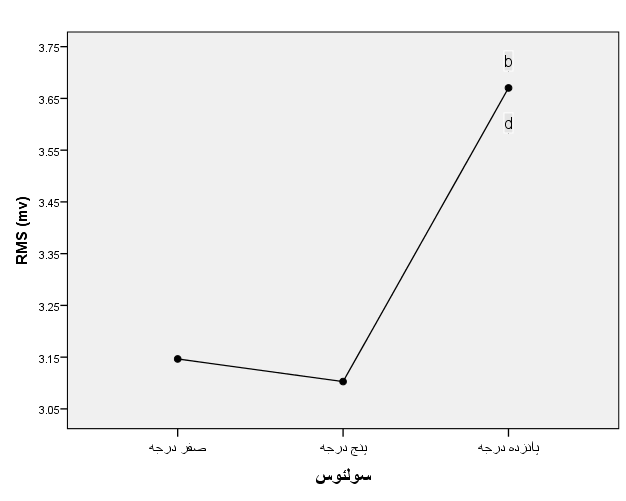 3.75
b
3.65
d
3.55
3.45
RMS (mv)
3.35
3.25
3.15
3.05
صفر درجه
پنج درجه
پانزده درجه
سولئوس